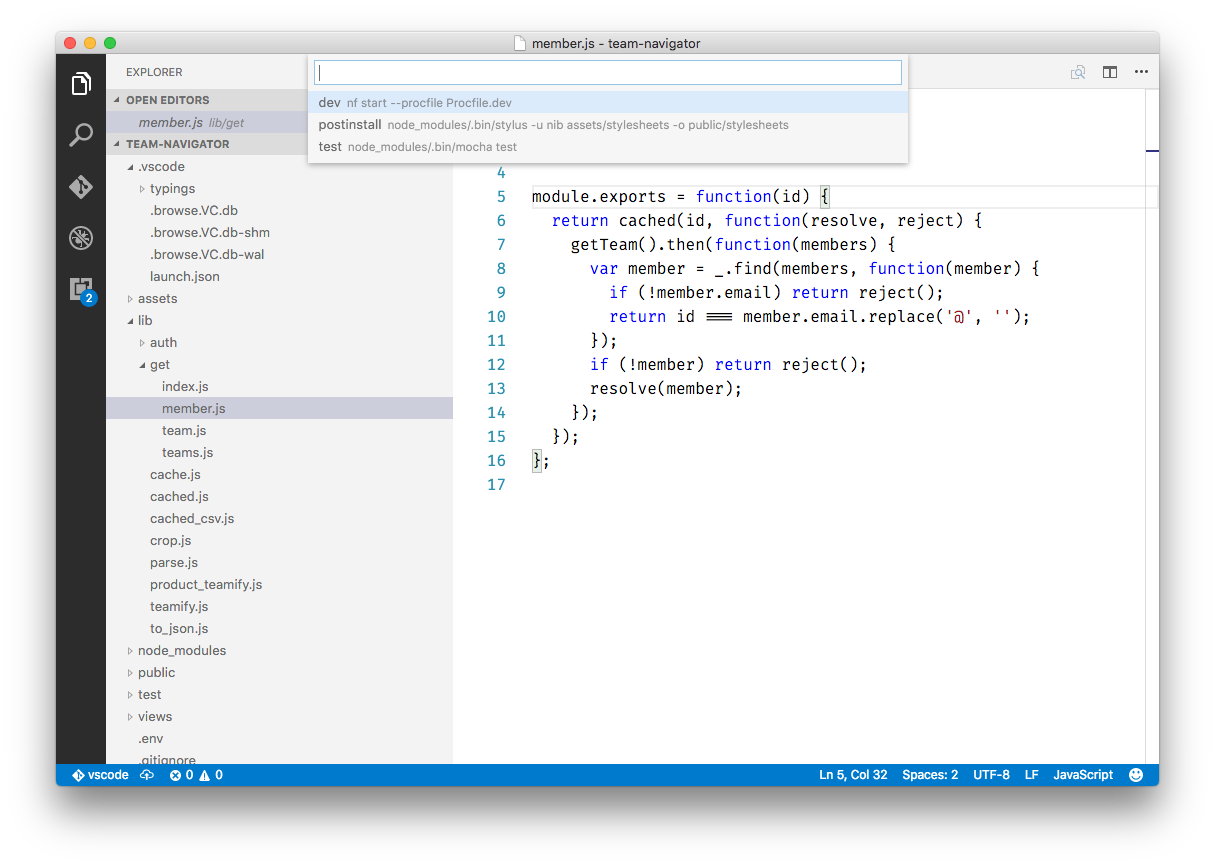 member.js - team-navigator
EXPLORER
OPEN EDITORS
member.js lib/get
TEAM-NAVIGATOR
.vscode
typings
.browse.VC.db
.browse.VC.db-shm
.browse.VC.db-wal
launch.json
assets
lib
auth
get
index.js
member.js
team.js
teams.js
cache.js
cached.js
cached_csv.js
crop.js
parse.js
product_teamify.js
teamify.js
to_json.js
node_modules
public
test
views
.env
.gitignore
2
dev nf start --procfile Procfile.dev
postinstall node_modules/.bin/stylus -u nib assets/stylesheets -o public/stylesheets
test node_modules/.bin/mocha test
4
5 module.exports = function(id) {
6 return cached(id, function(resolve, reject) {
7 getTeam().then(function(members) {
8 var member = _.find(members, function(member) {
9 if (!member.email) return reject();
10 return id === member.email.replace('@', '');
11 });
12 if (!member) return reject();
13 resolve(member);
14 });
15 });
16 };
17
vscode 0 0 Ln 5, Col 32 Spaces: 2 UTF-8 LF JavaScript